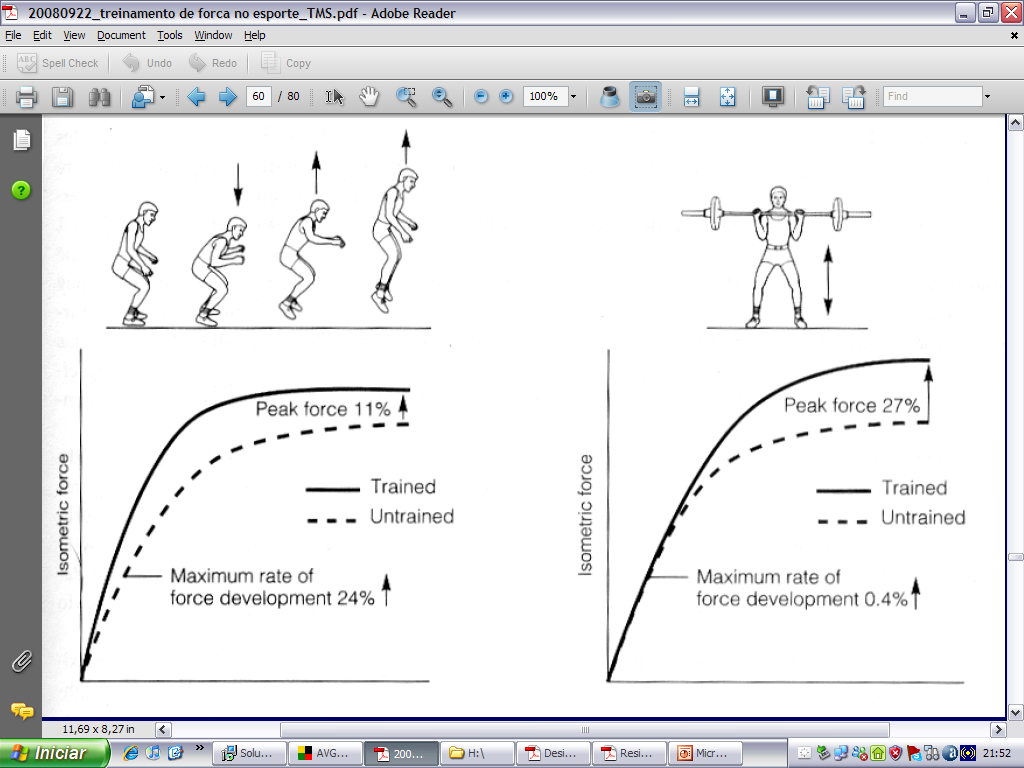 20080922_treinamento de forca no esporte_TMS.pdf - Adobe Reader
File Edit View Document Tools Window Help
ABC Spell Check Undo Redo Copy
60 / 80 100% Find
Peak force 11%
Isometric force
Trained
Untrained
Maximum rate of
force development 24%
Peak force 27%
Isometric force
Trained
Untrained
Maximum rate of
force development 0.4%
11,69 x 8,27 in
Iniciar » Solu... AVG... 200... H:\ Desi... Resi... Micr... 21:52